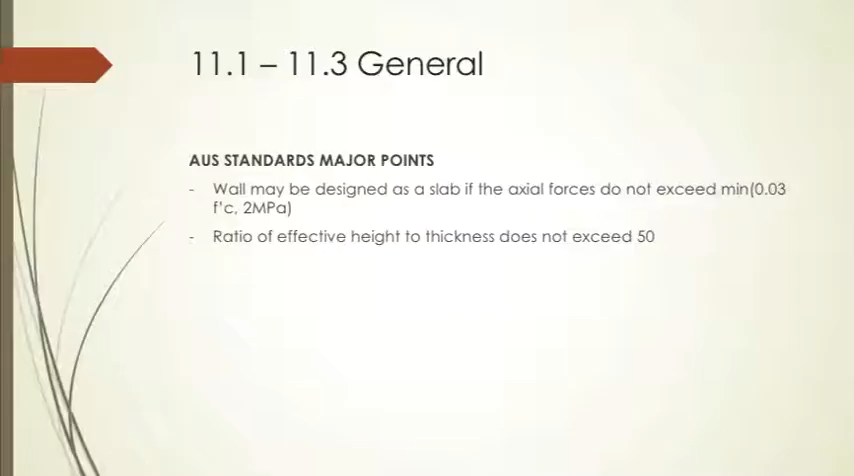 11.1 – 11.3 General
AUS STANDARDS MAJOR POINTS
- Wall may be designed as a slab if the axial forces do not exceed min(0.03
f'c, 2MPa)
- Ratio of effective height to thickness does not exceed 50